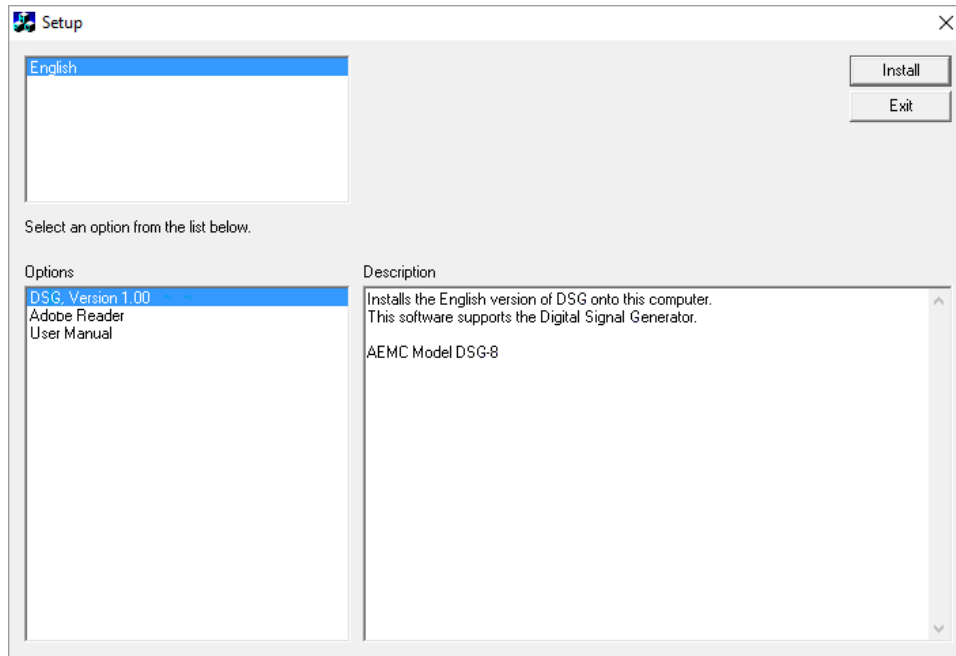 Setup
English
Install
Exit
Select an option from the list below.
Options
DSG, Version 1.00
Adobe Reader
User Manual
Description
Installs the English version of DSG onto this computer.
This software supports the Digital Signal Generator.
AEMC Model DSG-8